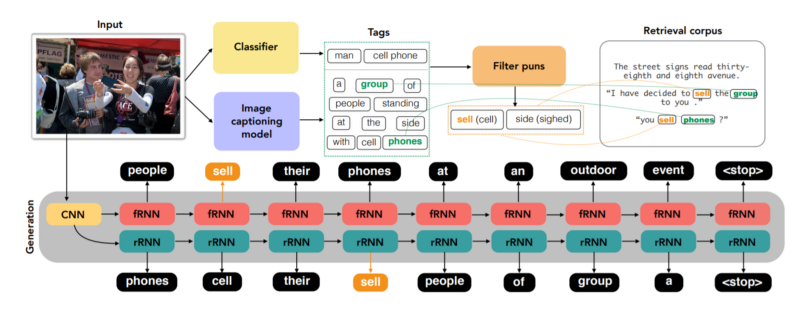 Input
Tags
Retrieval corpus
PFLAG
Classifier
Image
captioning
model
man
cell phone
a
group
of
people
standing
at
the
side
with
cell
phones
Filter puns
sell (cell)
side (sighed)
The street signs read thirty-
eighth and eighth avenue.
"I have decided to sell the group
to you ."
"you sell phones ?"
Generation
people
sell
their
phones
at
an
outdoor
event
<stop>
CNN
fRNN
fRNN
fRNN
fRNN
fRNN
fRNN
fRNN
fRNN
fRNN
rRNN
rRNN
rRNN
rRNN
rRNN
rRNN
rRNN
rRNN
rRNN
phones
cell
their
sell
people
of
group
a
<stop>